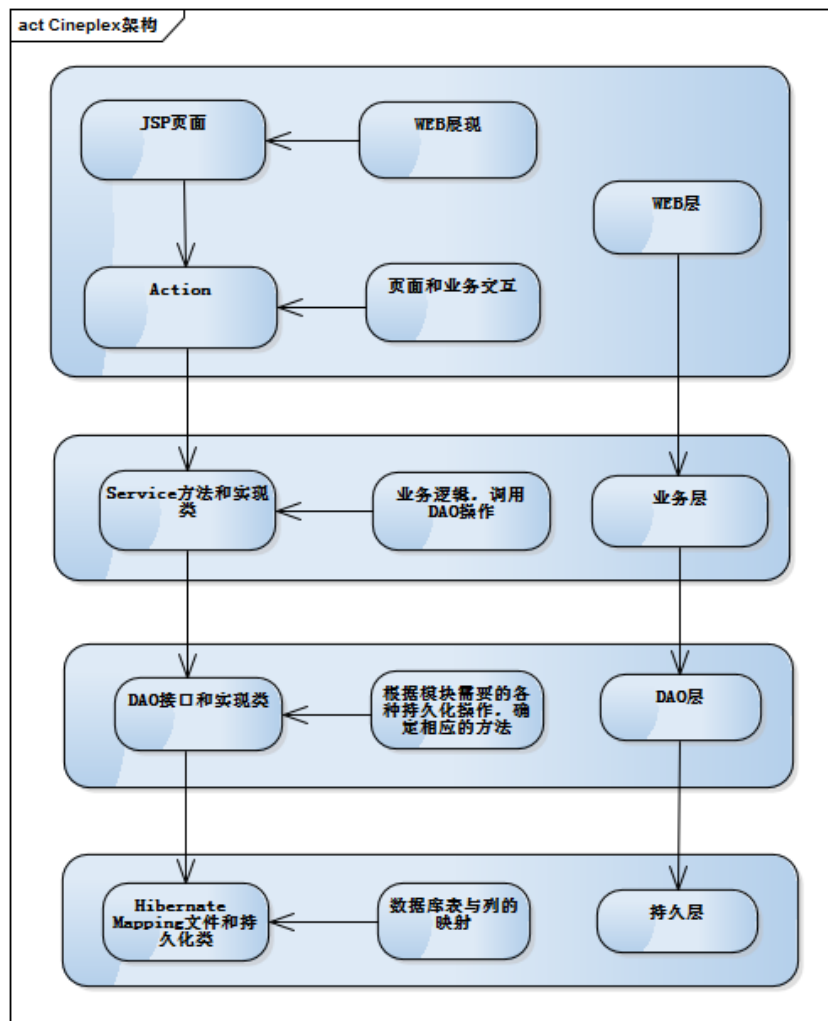 act Cineplex架构
JSP页面
WEB展现
WEB层
Action
页面和业务交互
Service方法和实现
类
业务逻辑，调用
DAO操作
业务层
DAO接口和实现类
根据模块需要的各
种持久化操作，确
定相应的方法
DAO层
Hibernate
Mapping文件和持
久化类
数据库表与列的
映射
持久层